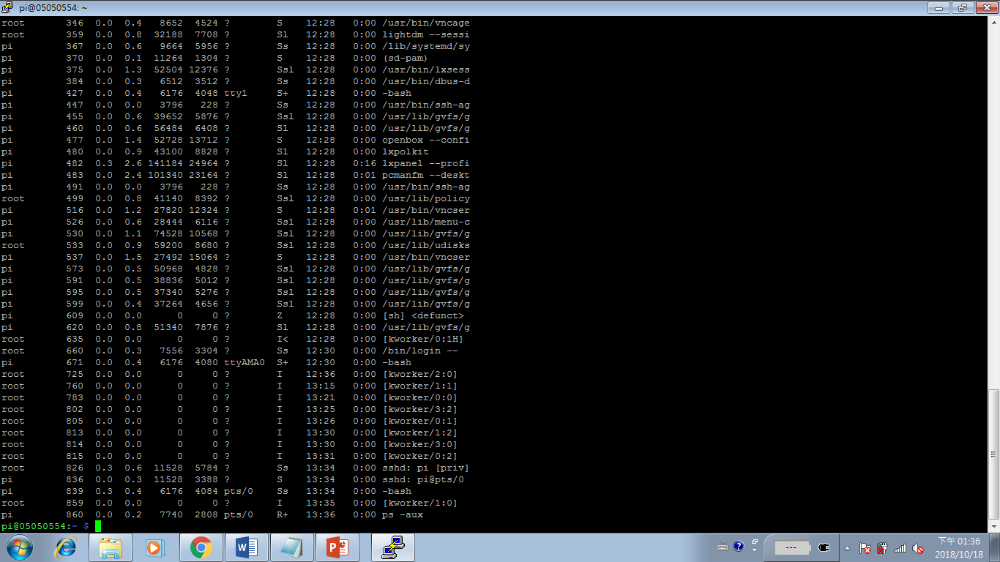 pi@05050554: ~
root 346 0.0 0.4 8652 4524 ? S 12:28 0:00 /usr/bin/vncage
root 359 0.0 0.8 32188 7708 ? Sl 12:28 0:00 lightdm --sessi
pi 367 0.0 0.6 9664 5956 ? Ss 12:28 0:00 /lib/systemd/sy
pi 370 0.0 0.1 11264 1304 ? S 12:28 0:00 (sd-pam)
pi 375 0.0 1.3 52504 12376 ? Ssl 12:28 0:00 /usr/bin/lxsess
pi 384 0.0 0.3 6512 3512 ? Ss 12:28 0:00 /usr/bin/dbus-d
pi 427 0.0 0.4 6176 4048 tty1 S+ 12:28 0:00 -bash
pi 447 0.0 0.0 3796 228 ? Ss 12:28 0:00 /usr/bin/ssh-ag
pi 455 0.0 0.6 39652 5876 ? Ssl 12:28 0:00 /usr/lib/gvfs/g
pi 460 0.0 0.6 56484 6408 ? Sl 12:28 0:00 /usr/lib/gvfs/g
pi 477 0.0 1.4 52728 13712 ? S 12:28 0:00 openbox --confi
pi 480 0.0 0.9 43100 8828 ? Sl 12:28 0:00 lxpolkit
pi 482 0.3 2.6 141184 24964 ? Sl 12:28 0:16 lxpanel --profi
pi 483 0.0 2.4 101340 23164 ? Sl 12:28 0:01 pcmanfm --deskt
pi 491 0.0 0.0 3796 228 ? Ss 12:28 0:00 /usr/bin/ssh-ag
root 499 0.0 0.8 41140 8392 ? Ssl 12:28 0:00 /usr/lib/policy
pi 516 0.0 1.2 27820 12324 ? S 12:28 0:01 /usr/bin/vncser
pi 526 0.0 0.6 28444 6116 ? Ssl 12:28 0:00 /usr/lib/menu-c
pi 530 0.0 1.1 74528 10568 ? Ssl 12:28 0:00 /usr/lib/gvfs/g
root 533 0.0 0.9 59200 8680 ? Ssl 12:28 0:00 /usr/lib/udisks
pi 537 0.0 1.5 27492 15064 ? S 12:28 0:00 /usr/bin/vncser
pi 573 0.0 0.5 50968 4828 ? Ssl 12:28 0:00 /usr/lib/gvfs/g
pi 591 0.0 0.5 38836 5012 ? Ssl 12:28 0:00 /usr/lib/gvfs/g
pi 595 0.0 0.5 37340 5276 ? Ssl 12:28 0:00 /usr/lib/gvfs/g
pi 599 0.0 0.4 37264 4656 ? Ssl 12:28 0:00 /usr/lib/gvfs/g
pi 609 0.0 0.0 0 0 ? Z 12:28 0:00 [sh] <defunct>
pi 620 0.0 0.8 51340 7876 ? Sl 12:28 0:00 /usr/lib/gvfs/g
root 635 0.0 0.0 0 0 ? I< 12:28 0:00 [kworker/0:1H]
root 660 0.0 0.3 7556 3304 ? Ss 12:30 0:00 /bin/login --
pi 671 0.0 0.4 6176 4080 ttyAMA0 S+ 12:30 0:00 -bash
root 725 0.0 0.0 0 0 ? I 12:36 0:00 [kworker/2:0]
root 760 0.0 0.0 0 0 ? I 13:15 0:00 [kworker/1:1]
root 783 0.0 0.0 0 0 ? I 13:21 0:00 [kworker/0:0]
root 802 0.0 0.0 0 0 ? I 13:25 0:00 [kworker/3:2]
root 805 0.0 0.0 0 0 ? I 13:26 0:00 [kworker/0:1]
root 813 0.0 0.0 0 0 ? I 13:30 0:00 [kworker/1:2]
root 814 0.0 0.0 0 0 ? I 13:30 0:00 [kworker/3:0]
root 815 0.0 0.0 0 0 ? I 13:31 0:00 [kworker/0:2]
root 826 0.3 0.6 11528 5784 ? Ss 13:34 0:00 sshd: pi [priv]
pi 836 0.0 0.3 11528 3388 ? S 13:34 0:00 sshd: pi@pts/0
pi 839 0.3 0.4 6176 4084 pts/0 Ss 13:34 0:00 -bash
root 859 0.0 0.0 0 0 ? I 13:35 0:00 [kworker/1:0]
pi 860 0.0 0.2 7740 2808 pts/0 R+ 13:36 0:00 ps -aux
pi@05050554:~ $
---
下午 01:36
2018/10/18